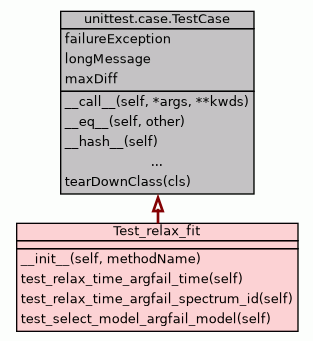 unittest.case.TestCase
failureException
longMessage
maxDiff
__call__(self, *args, **kwds)
__eq__(self, other)
__hash__(self)
...
tearDownClass(cls)
Test_relax_fit
__init__(self, methodName)
test_relax_time_argfail_time(self)
test_relax_time_argfail_spectrum_id(self)
test_select_model_argfail_model(self)